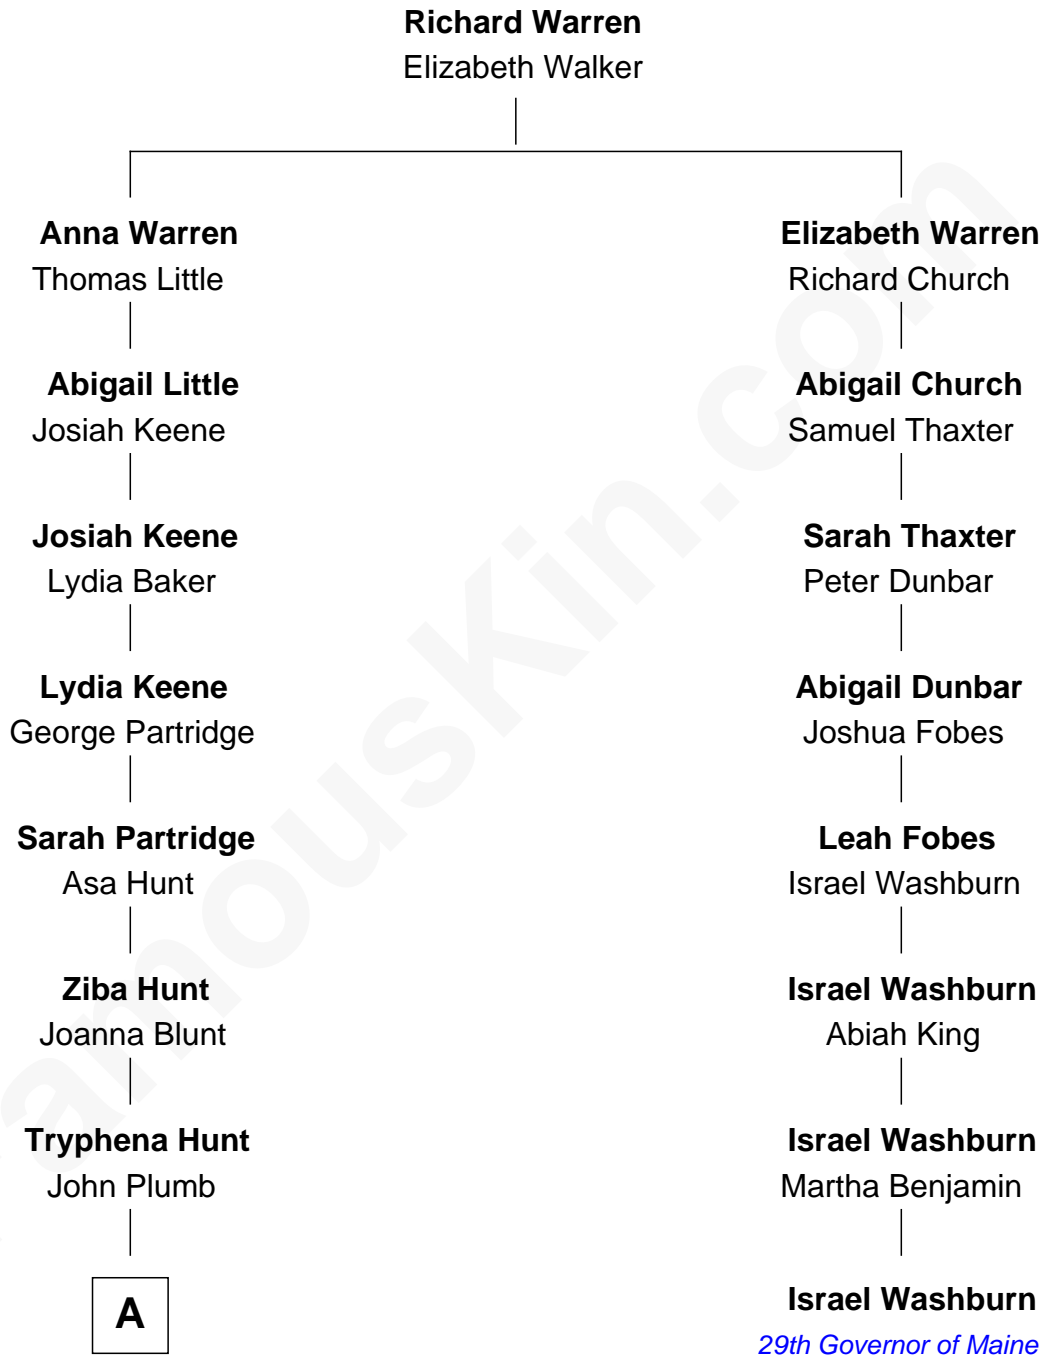 Richard Warren
Elizabeth Walker
Anna Warren
Thomas Little
Elizabeth Warren
Richard Church
Abigail Little
Josiah Keene
Abigail Church
Samuel Thaxter
Josiah Keene
Lydia Baker
Sarah Thaxter
Peter Dunbar
Lydia Keene
George Partridge
Abigail Dunbar
Joshua Fobes
Sarah Partridge
Asa Hunt
Leah Fobes
Israel Washburn
Ziba Hunt
Joanna Blunt
Israel Washburn
Abiah King
Tryphena Hunt
John Plumb
Israel Washburn
Martha Benjamin
A
Israel Washburn
29th Governor of Maine
amouskin.com